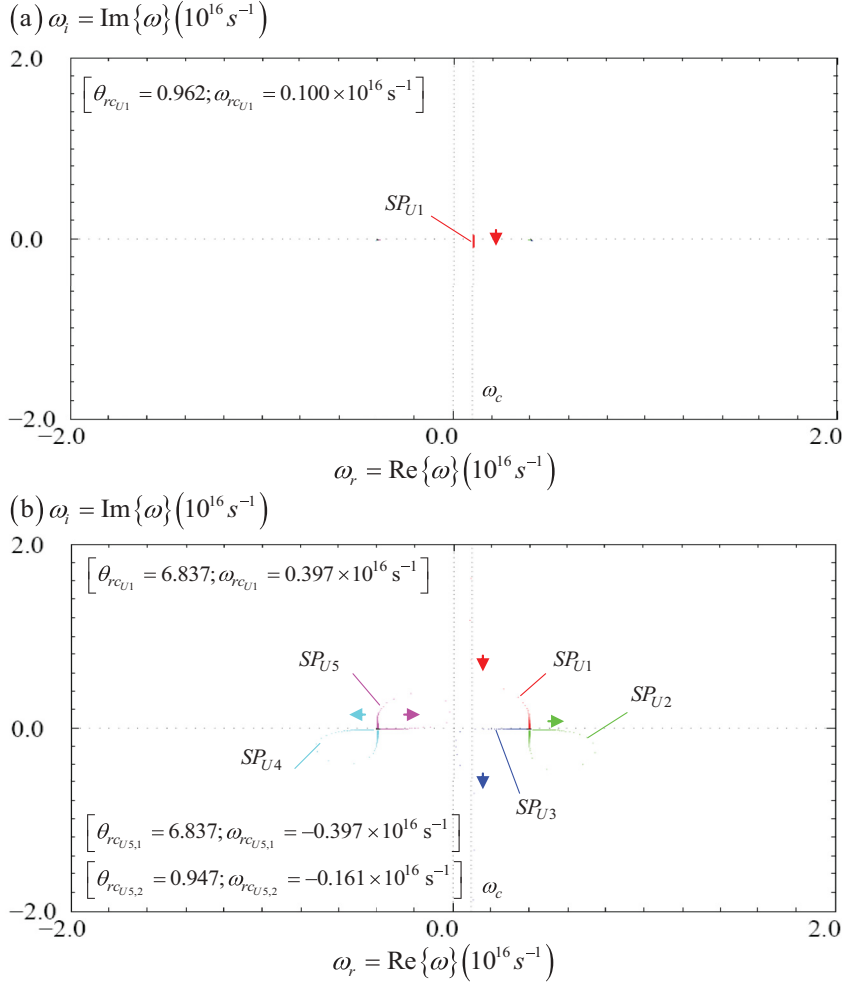 (a) ω_i = Im{ω}(10^16 s^−1)
2.0
[θ_rc_U1 = 0.962; ω_rc_U1 = 0.100×10^16 s^−1]
SP_U1
0.0
ω_c
−2.0
−2.0 0.0 2.0
ω_r = Re{ω}(10^16 s^−1)
(b) ω_i = Im{ω}(10^16 s^−1)
2.0
[θ_rc_U1 = 6.837; ω_rc_U1 = 0.397×10^16 s^−1]
SP_U5 SP_U1
SP_U2
0.0
SP_U4
SP_U3
[θ_rc_U5,1 = 6.837; ω_rc_U5,1 = −0.397×10^16 s^−1]
[θ_rc_U5,2 = 0.947; ω_rc_U5,2 = −0.161×10^16 s^−1] ω_c
−2.0
−2.0 0.0 2.0
ω_r = Re{ω}(10^16 s^−1)